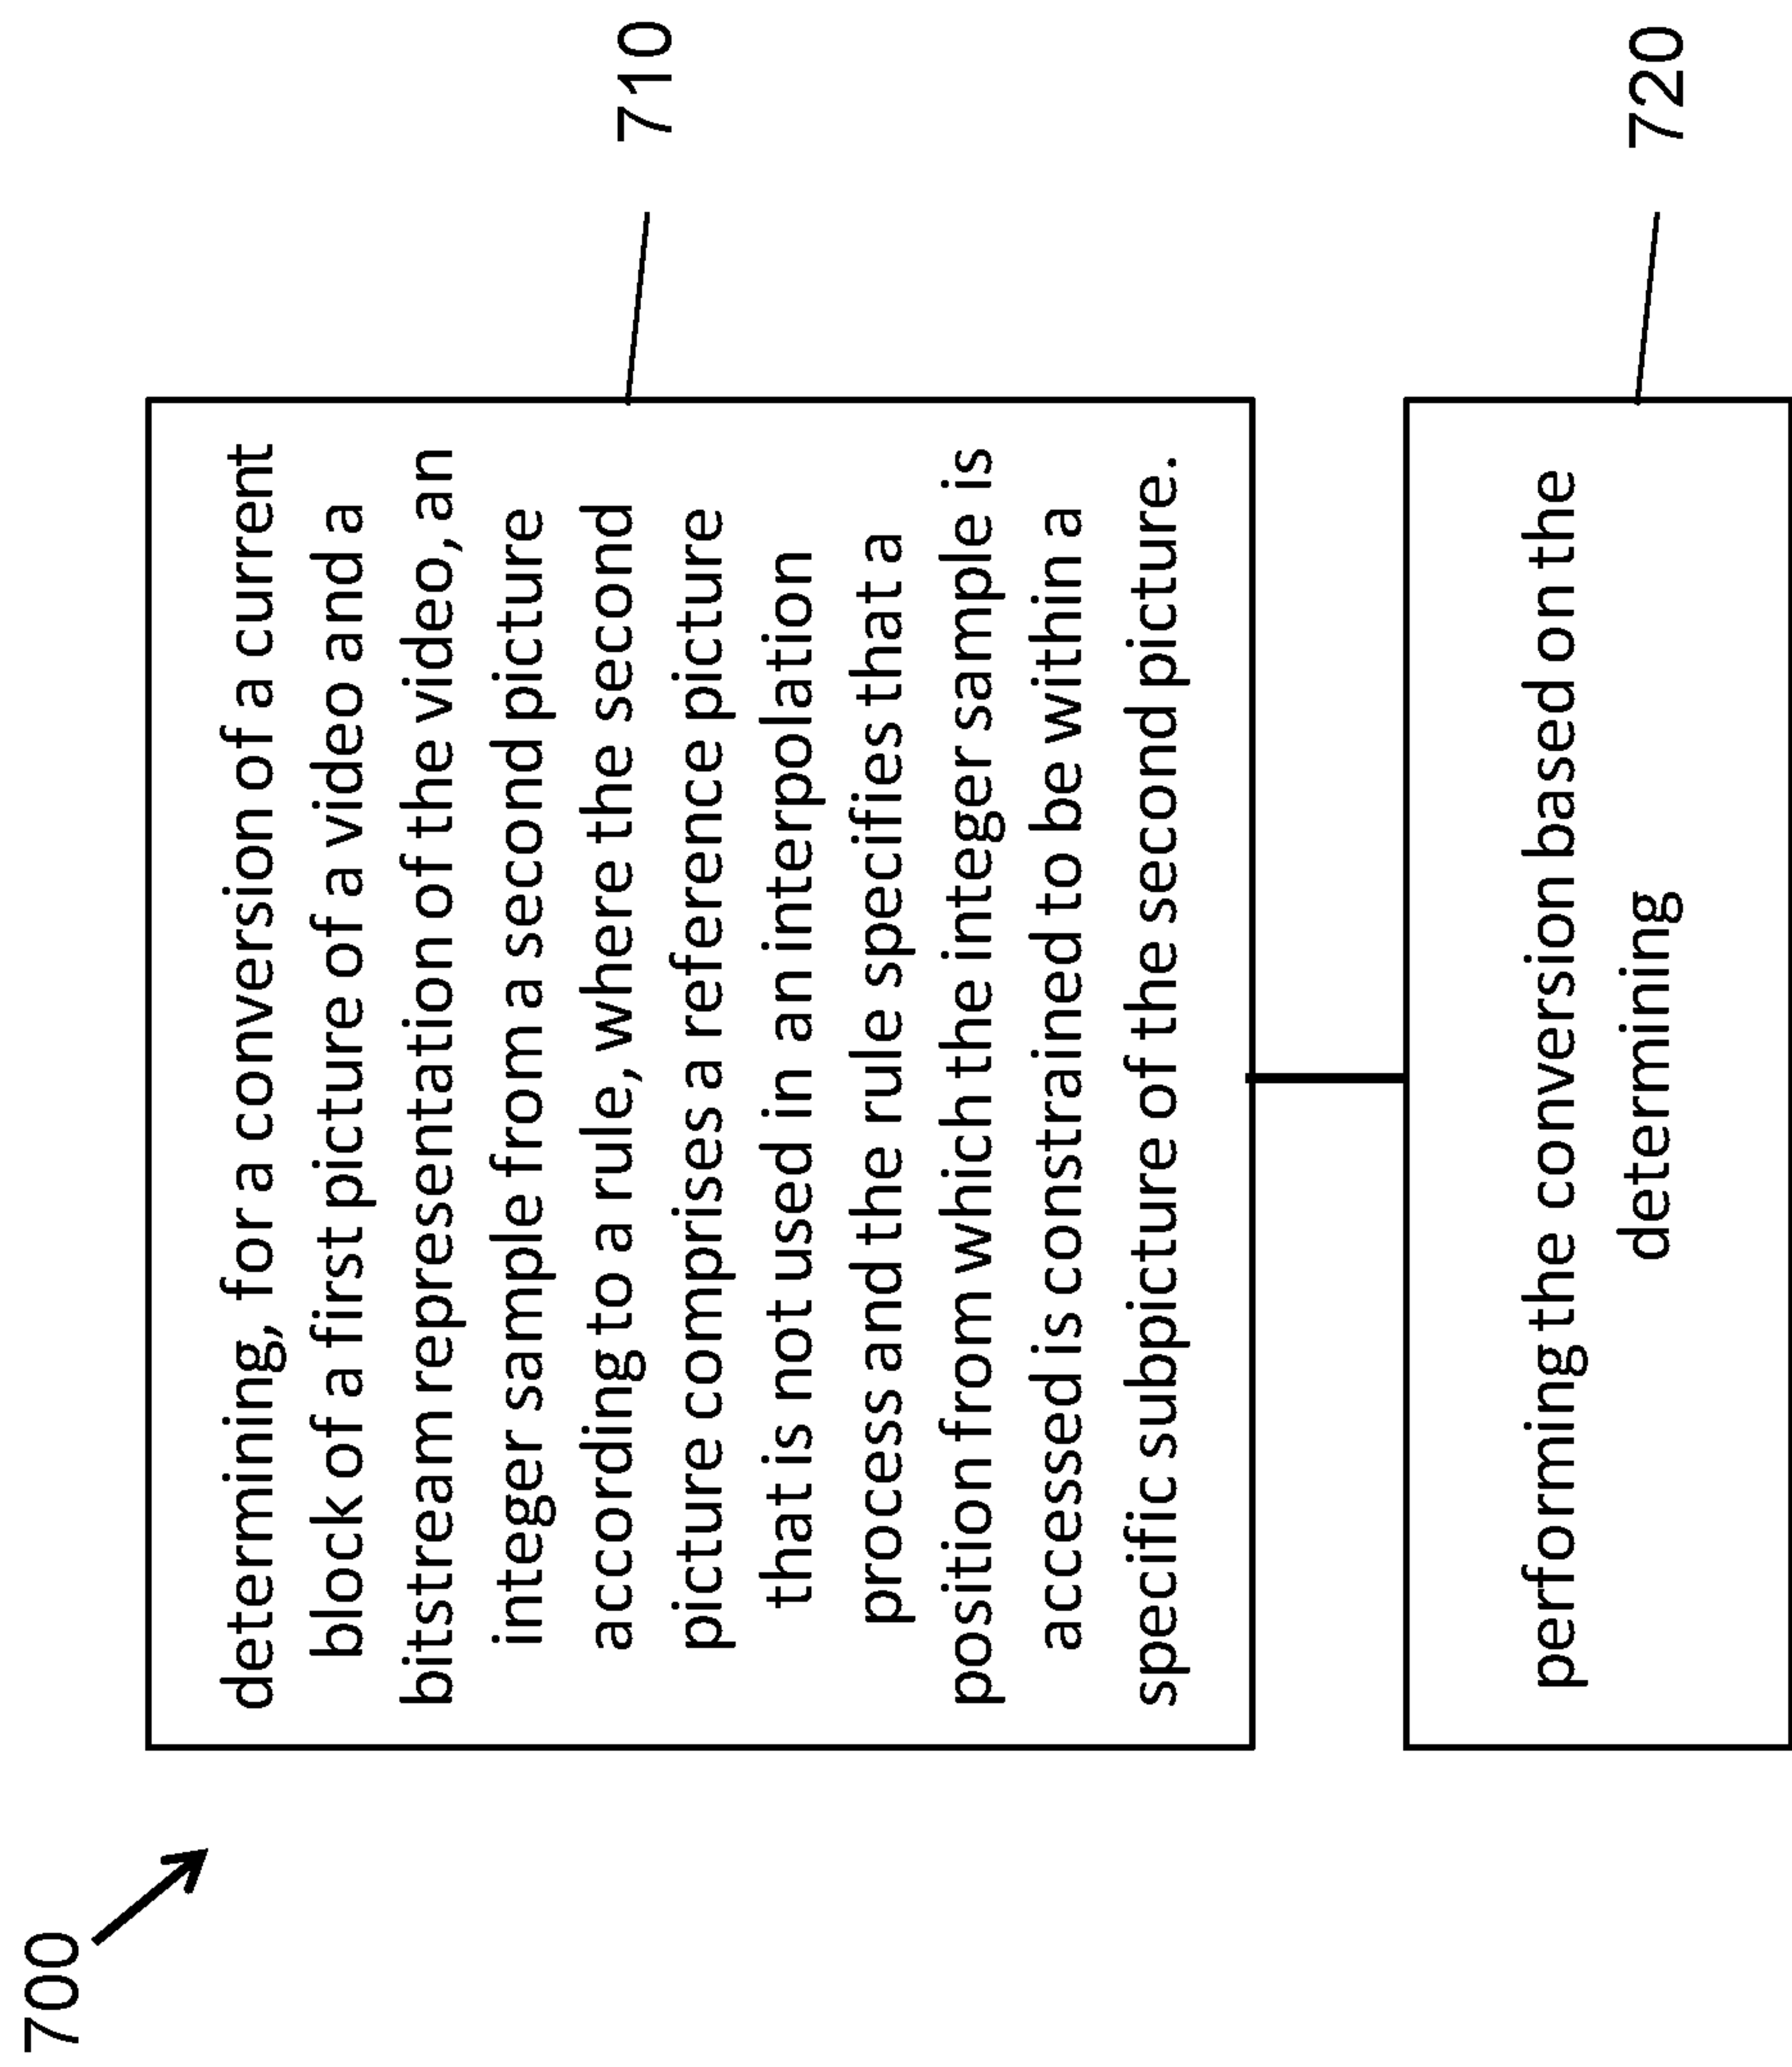 700
determining, for a conversion of a current
block of a first picture of a video and a
bitstream representation of the video, an
integer sample from a second picture
according to a rule, where the second
picture comprises a reference picture
that is not used in an interpolation
process and the rule specifies that a
position from which the integer sample is
accessed is constrained to be within a
specific subpicture of the second picture.
710
performing the conversion based on the
determining
720